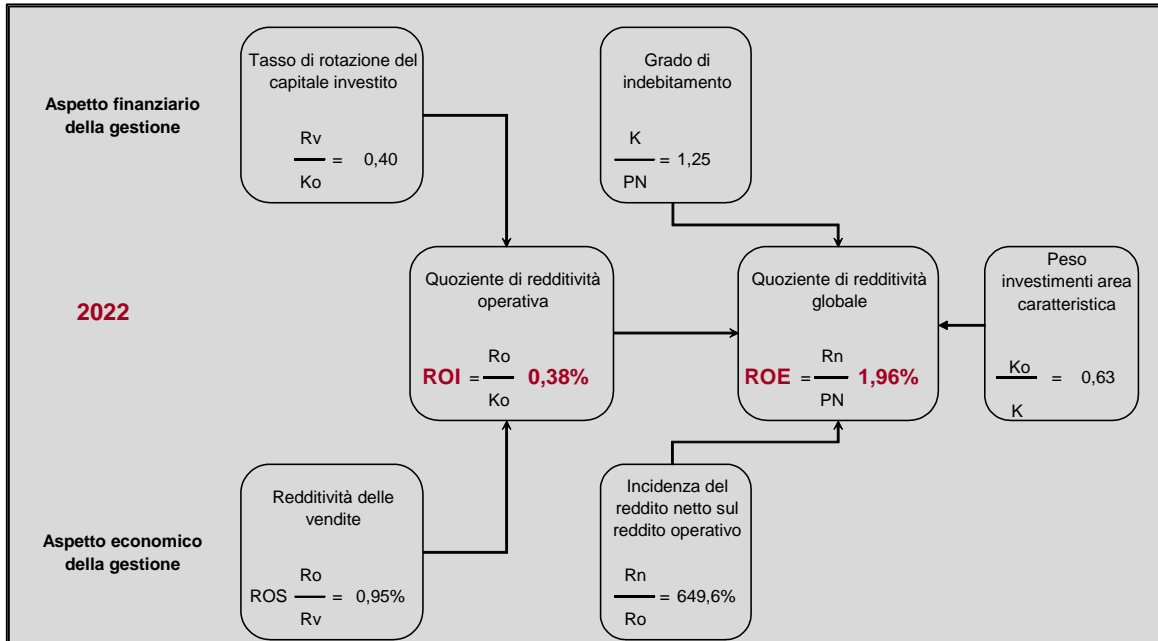 Tasso di rotazione del
capitale investito
Rv
= 0,40
Ko
Grado di
indebitamento
K
= 1,25
PN
Aspetto finanziario
della gestione
2022
Quoziente di redditività
operativa
Ro
ROI = 0,38%
Ko
Quoziente di redditività
globale
Rn
ROE = 1,96%
PN
Peso
investimenti area
caratteristica
Ko
= 0,63
K
Aspetto economico
della gestione
Redditività delle
vendite
Ro
ROS = 0,95%
Rv
Incidenza del
reddito netto sul
reddito operativo
Rn
= 649,6%
Ro